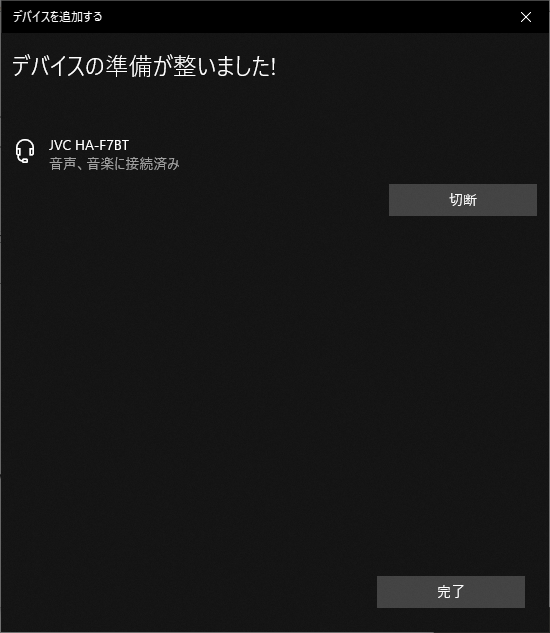 デバイスを追加する
デバイスの準備が整いました!
JVC HA-F7BT
音声、音楽に接続済み
切断
完了